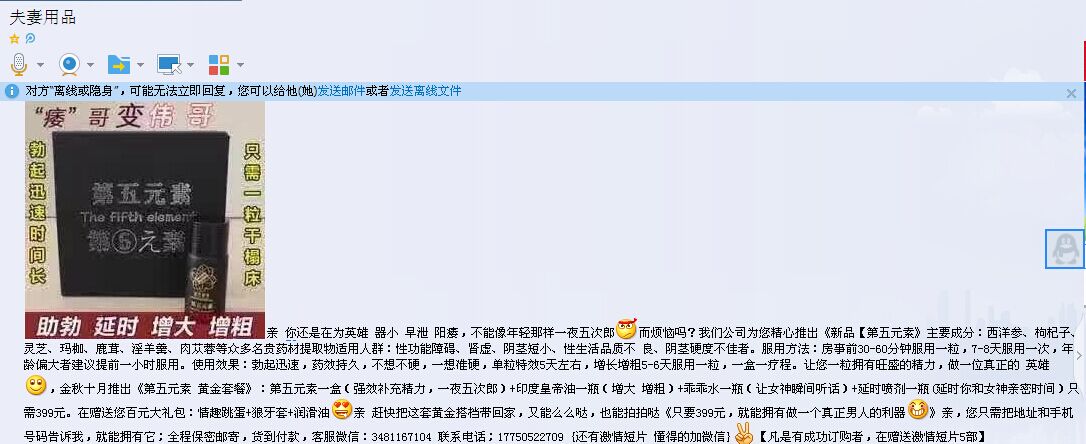 夫妻用品
对方"离线或隐身"，可能无法立即回复，您可以给他(她)发送邮件或者发送离线文件
“痿”哥变伟哥
勃起迅速时间长
只需一粒干榻床
第五元素
The fifth element
第⑤元素
助勃 延时 增大 增粗
亲 你还是在为英雄 器小 早泄 阳痿，不能像年轻那样一夜五次郎而烦恼吗？我们公司为您精心推出《新品【第五元素》主要成分：西洋参、枸杞子、
灵芝、玛枷、鹿茸、淫羊羹、肉苁蓉等众多名贵药材提取物适用人群：性功能障碍、肾虚、阴茎短小、性生活品质不 良、阴茎硬度不佳者。服用方法：房事前30-60分钟服用一粒，7-8天服用一次，年
龄偏大者建议提前一小时服用。使用效果：勃起迅速，药效持久，不想不硬，一想准硬，单粒特效5天左右，增长增粗5-6天服用一粒，一盒一疗程。让您一粒拥有旺盛的精力，做一位真正的 英雄
，金秋十月推出《第五元素 黄金套餐》：第五元素一盒（强效补充精力，一夜五次郎）+印度皇帝油一瓶（增大 增粗）+乖乖水一瓶（让女神瞬间听话）+延时喷剂一瓶(延时你和女神亲密时间）只
需399元。在赠送您百元大礼包：情趣跳蛋+狼牙套+润滑油亲 赶快把这套黄金搭档带回家，又能么么哒，也能拍拍哒《只要399元，就能拥有做一个真正男人的利器》亲，您只需把地址和手机
号码告诉我，就能拥有它；全程保密邮寄，货到付款，客服微信：3481167104 联系电话；17750522709 {还有激情短片 懂得的加微信}【凡是有成功订购者，在赠送激情短片5部】